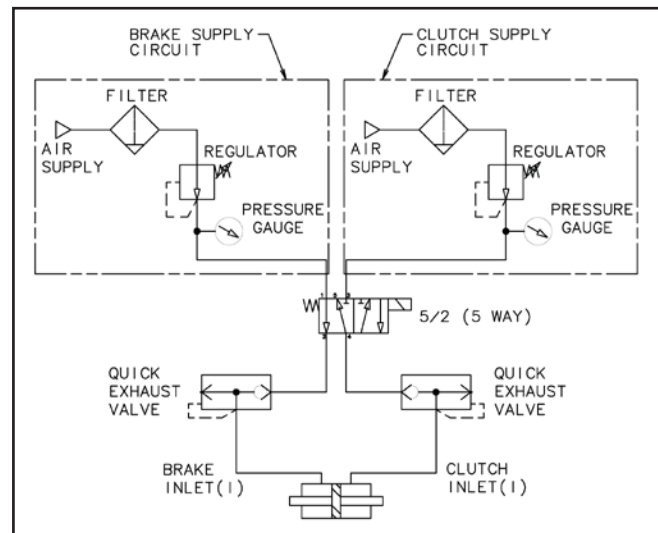 BRAKE SUPPLY
CIRCUIT
CLUTCH SUPPLY
CIRCUIT
FILTER
AIR
SUPPLY
REGULATOR
PRESSURE
GAUGE
FILTER
AIR
SUPPLY
REGULATOR
PRESSURE
GAUGE
5/2 (5 WAY)
QUICK
EXHAUST
VALVE
QUICK
EXHAUST
VALVE
BRAKE
INLET(1)
CLUTCH
INLET(1)